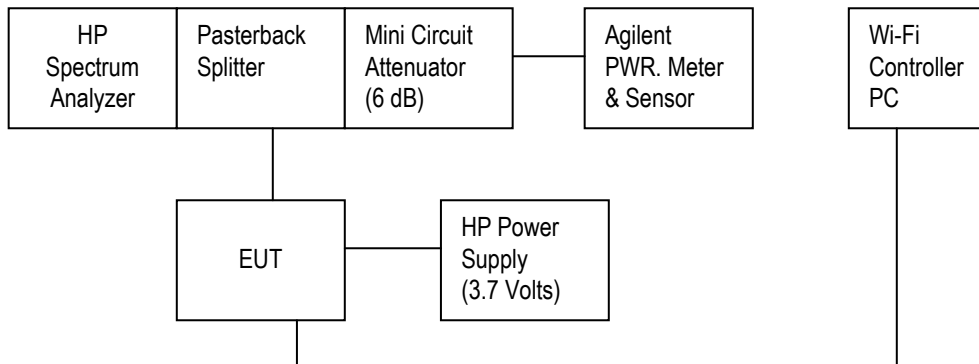 HP
Spectrum
Analyzer
Pasterback
Splitter
Mini Circuit
Attenuator
(6 dB)
Agilent
PWR. Meter
& Sensor
Wi-Fi
Controller
PC
EUT
HP Power
Supply
(3.7 Volts)